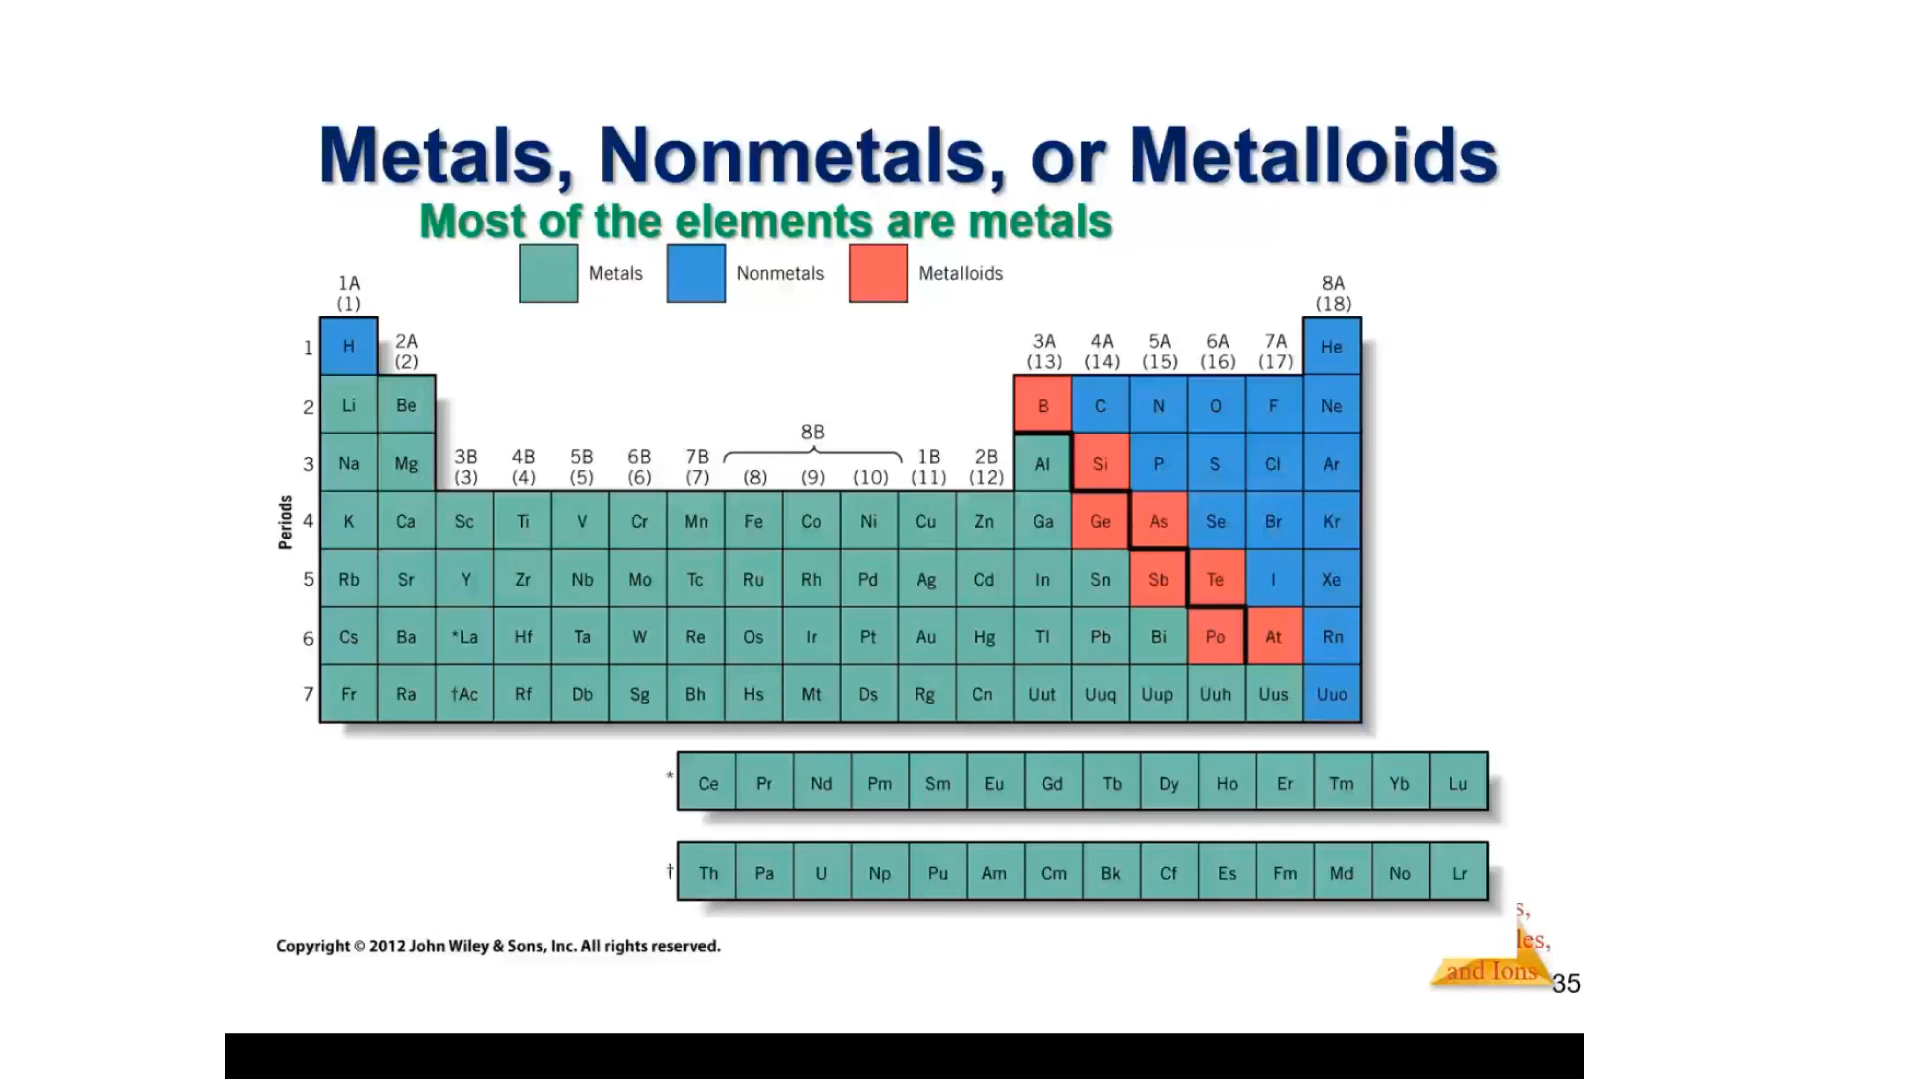 Metals, Nonmetals, or Metalloids
Most of the elements are metals
Metals Nonmetals Metalloids
1A 8A
(1) (18)
2A 3A 4A 5A 6A 7A
(2) (13) (14) (15) (16) (17)
1 H He
2 Li Be B C N O F Ne
8B
3B 4B 5B 6B 7B 1B 2B
(3) (4) (5) (6) (7) (8) (9) (10) (11) (12)
3 Na Mg Al Si P S Cl Ar
Periods
4 K Ca Sc Ti V Cr Mn Fe Co Ni Cu Zn Ga Ge As Se Br Kr
5 Rb Sr Y Zr Nb Mo Tc Ru Rh Pd Ag Cd In Sn Sb Te I Xe
6 Cs Ba *La Hf Ta W Re Os Ir Pt Au Hg Tl Pb Bi Po At Rn
7 Fr Ra †Ac Rf Db Sg Bh Hs Mt Ds Rg Cn Uut Uuq Uup Uuh Uus Uuo
* Ce Pr Nd Pm Sm Eu Gd Tb Dy Ho Er Tm Yb Lu
† Th Pa U Np Pu Am Cm Bk Cf Es Fm Md No Lr
Copyright © 2012 John Wiley & Sons, Inc. All rights reserved.
and Ions
35